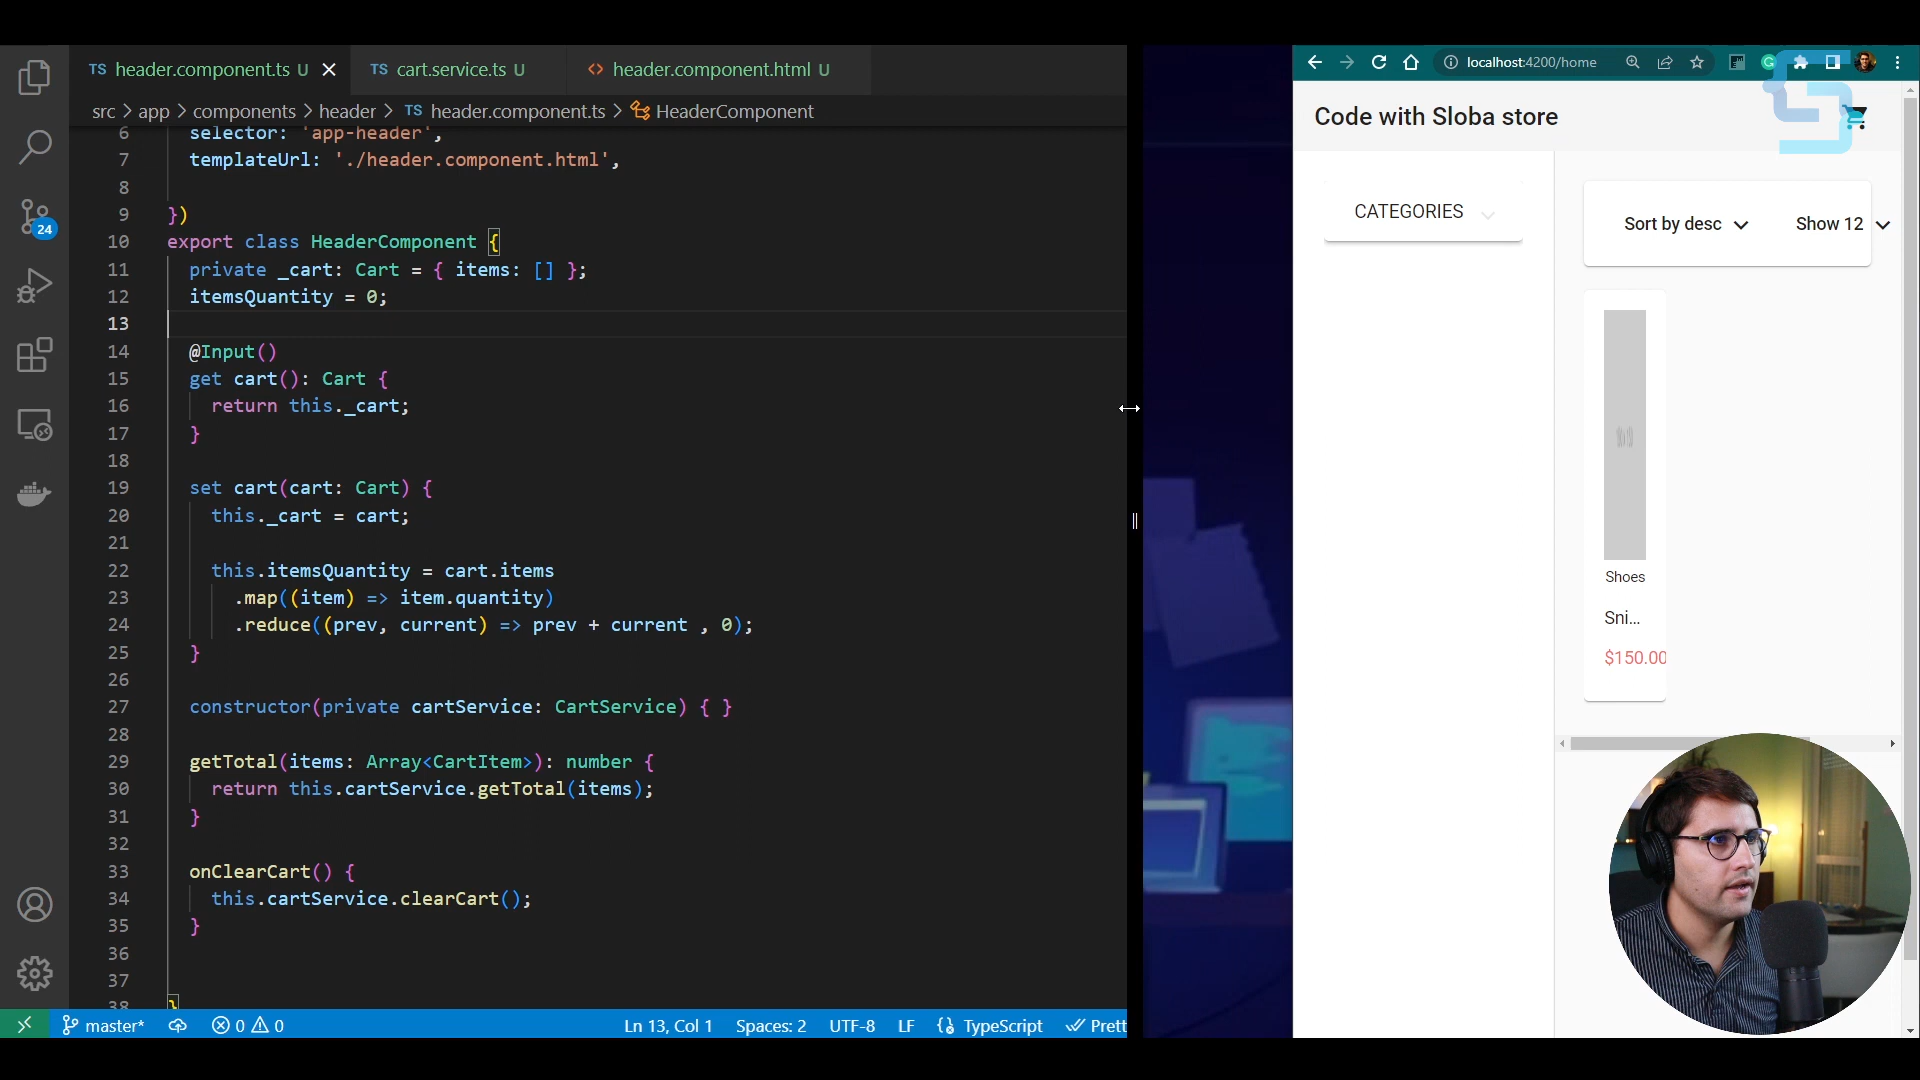 TS header.component.ts U
TS cart.service.ts U
<> header.component.html U
src > app > components > header > TS header.component.ts > HeaderComponent
6 selector: 'app-header',
7 templateUrl: './header.component.html',
8
9 })
10 export class HeaderComponent {
11 private _cart: Cart = { items: [] };
12 itemsQuantity = 0;
13
14 @Input()
15 get cart(): Cart {
16 return this._cart;
17 }
18
19 set cart(cart: Cart) {
20 this._cart = cart;
21
22 this.itemsQuantity = cart.items
23 .map((item) => item.quantity)
24 .reduce((prev, current) => prev + current , 0);
25 }
26
27 constructor(private cartService: CartService) { }
28
29 getTotal(items: Array<CartItem>): number {
30 return this.cartService.getTotal(items);
31 }
32
33 onClearCart() {
34 this.cartService.clearCart();
35 }
36
37
38 }
24
master* 0 0 Ln 13, Col 1 Spaces: 2 UTF-8 LF TypeScript Prett
localhost:4200/home
Code with Sloba store
CATEGORIES
Sort by desc
Show 12
Shoes
Sni...
$150.00